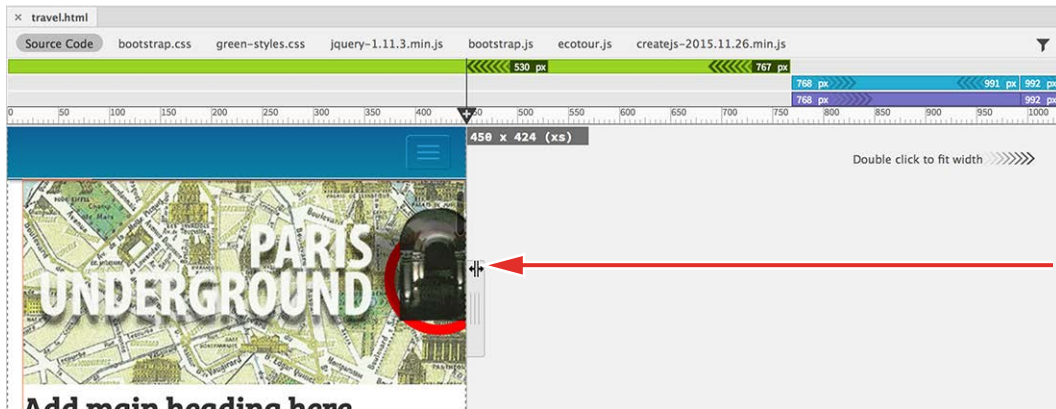 × travel.html
Source Code bootstrap.css green-styles.css jquery-1.11.3.min.js bootstrap.js ecotour.js createjs-2015.11.26.min.js
530 px 767 px
768 px 991 px 992 px
768 px 992 px
0 50 100 150 200 250 300 350 400 500 550 600 650 700 750 800 850 900 950 1000
450 x 424 (xs)
Double click to fit width
PARIS
UNDERGROUND
Add main heading here